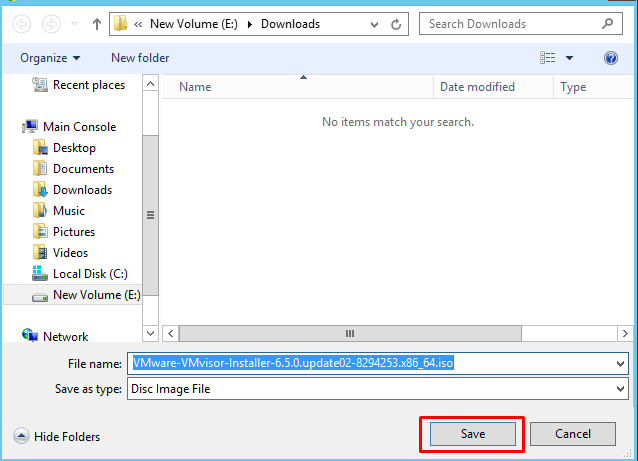 « New Volume (E:) ▸ Downloads
Search Downloads
Organize
New folder
Recent places
Main Console
Desktop
Documents
Downloads
Music
Pictures
Videos
Local Disk (C:)
New Volume (E:)
Network
Name
Date modified
Type
No items match your search.
File name: VMware-VMvisor-Installer-6.5.0.update02-8294253.x86_64.iso
Save as type: Disc Image File
Hide Folders
Save
Cancel